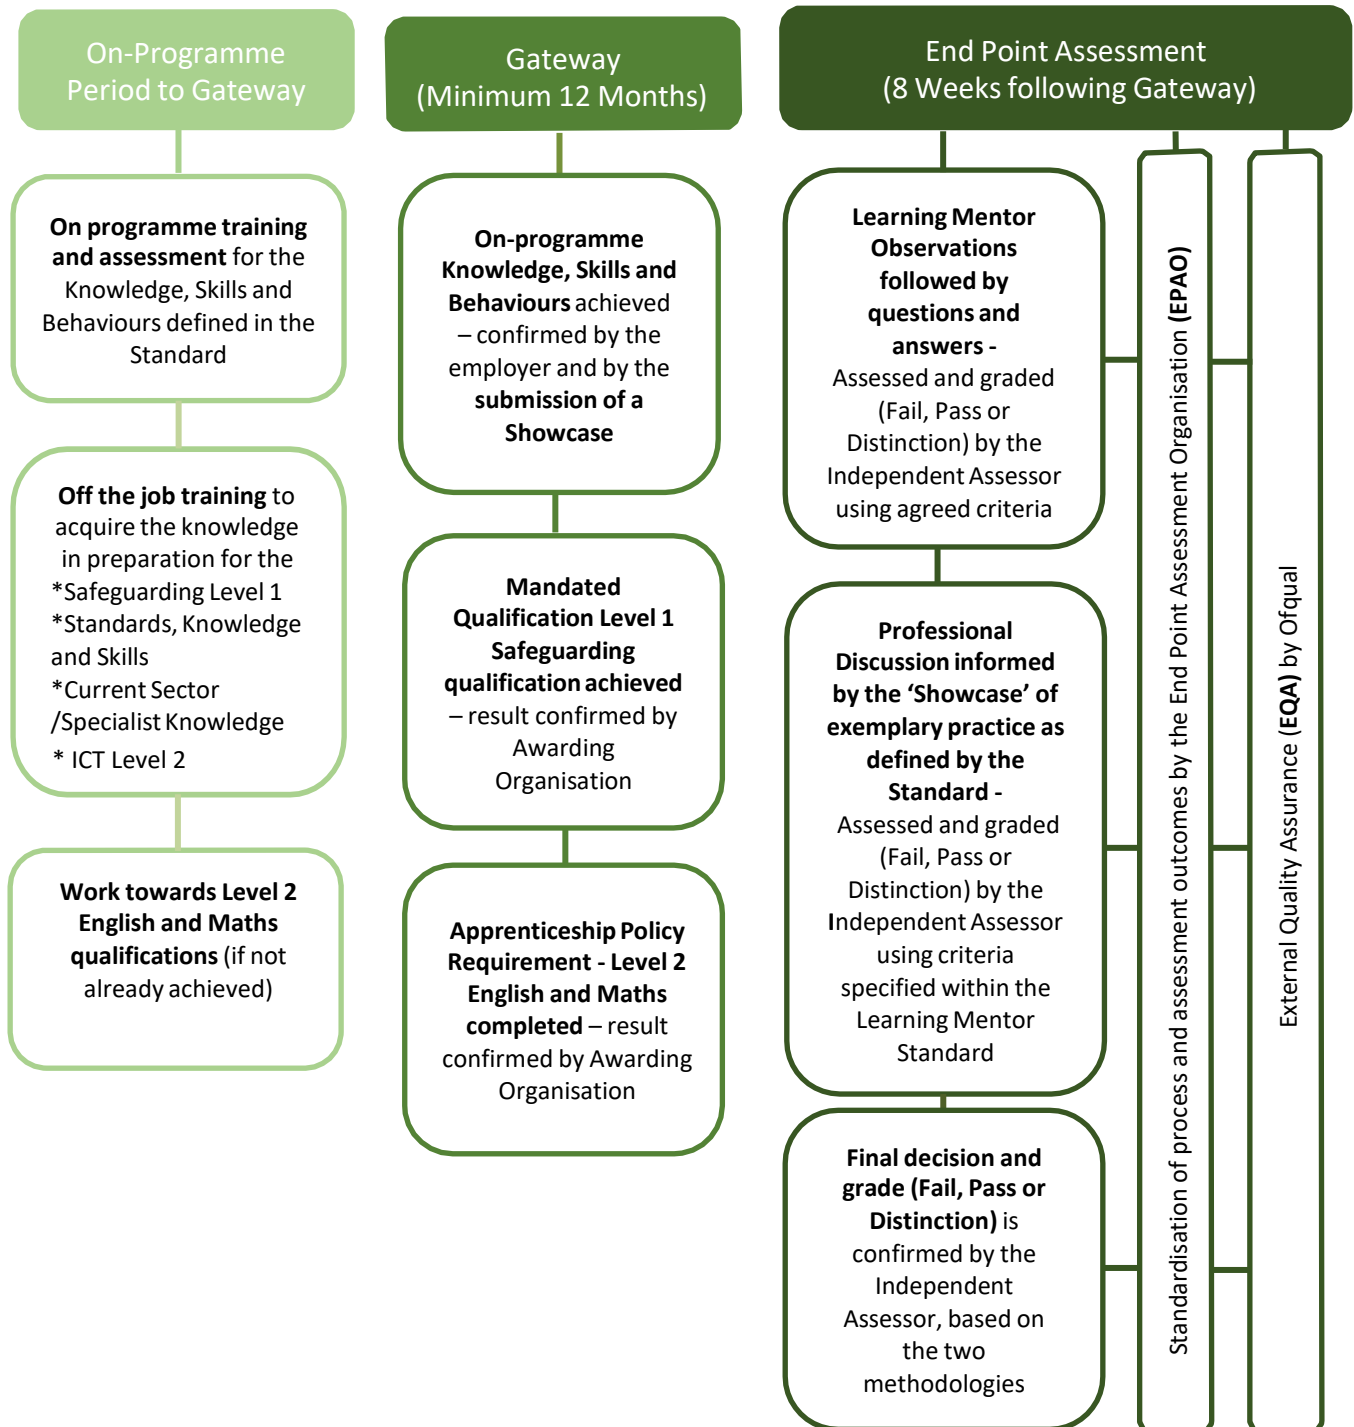 On-Programme
Period to Gateway
On programme training
and assessment for the
Knowledge, Skills and
Behaviours defined in the
Standard
Off the job training to
acquire the knowledge
in preparation for the
*Safeguarding Level 1
*Standards, Knowledge
and Skills
*Current Sector
/Specialist Knowledge
* ICT Level 2
Work towards Level 2
English and Maths
qualifications (if not
already achieved)
Gateway
(Minimum 12 Months)
On-programme
Knowledge, Skills and
Behaviours achieved
– confirmed by the
employer and by the
submission of a
Showcase
Mandated
Qualification Level 1
Safeguarding
qualification achieved
– result confirmed by
Awarding
Organisation
Apprenticeship Policy
Requirement - Level 2
English and Maths
completed – result
confirmed by Awarding
Organisation
End Point Assessment
(8 Weeks following Gateway)
Learning Mentor
Observations
followed by
questions and
answers -
Assessed and graded
(Fail, Pass or
Distinction) by the
Independent Assessor
using agreed criteria
Professional
Discussion informed
by the ‘Showcase’ of
exemplary practice as
defined by the
Standard -
Assessed and graded
(Fail, Pass or
Distinction) by the
Independent Assessor
using criteria
specified within the
Learning Mentor
Standard
Final decision and
grade (Fail, Pass or
Distinction) is
confirmed by the
Independent
Assessor, based on
the two
methodologies
Standardisation of process and assessment outcomes by the End Point Assessment Organisation (EPAO)
External Quality Assurance (EQA) by Ofqual